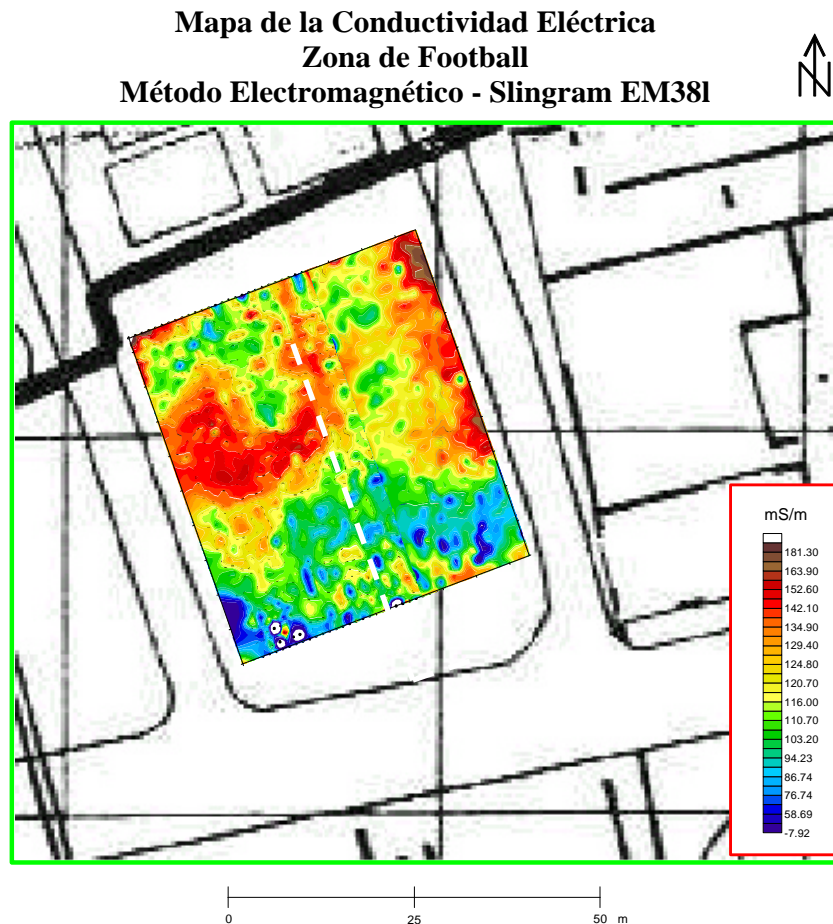 Mapa de la Conductividad Eléctrica
Zona de Football
Método Electromagnético - Slingram EM38l
N
mS/m
181.30
163.90
152.60
142.10
134.90
129.40
124.80
120.70
116.00
110.70
103.20
94.23
86.74
76.74
58.69
-7.92
0 25 50 m